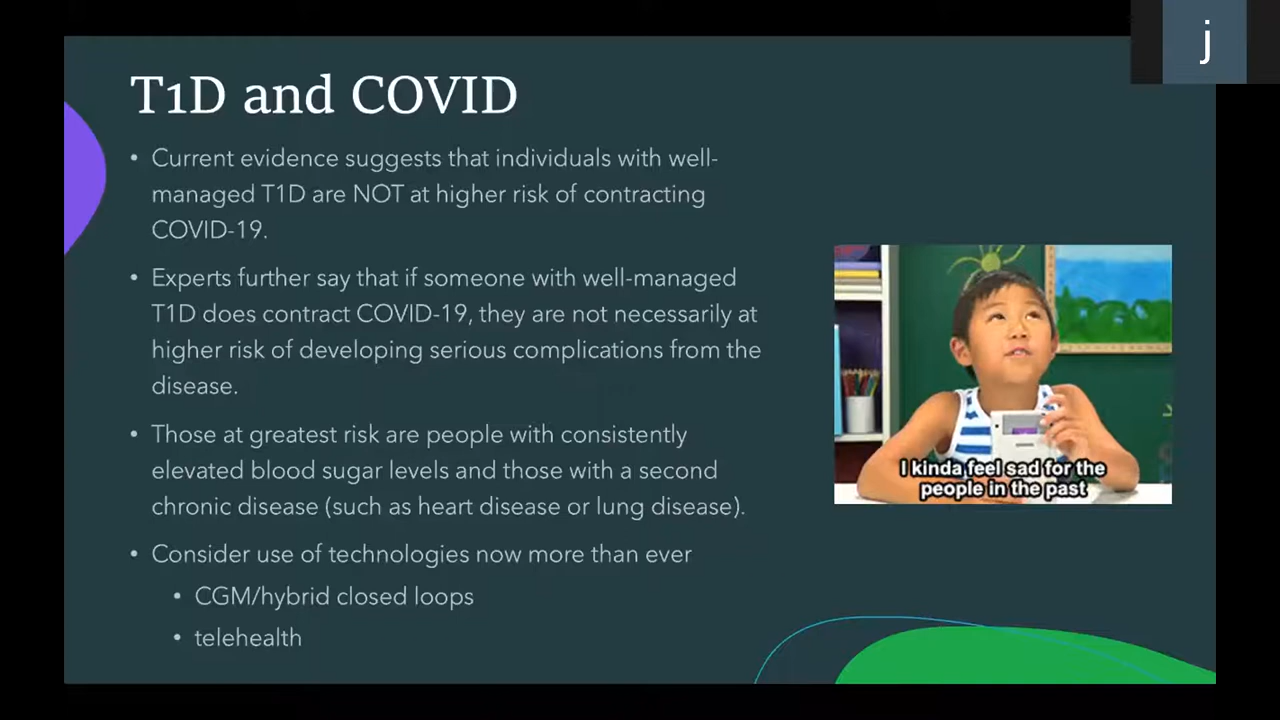 j
T1D and COVID
• Current evidence suggests that individuals with well-
managed T1D are NOT at higher risk of contracting
COVID-19.
• Experts further say that if someone with well-managed
T1D does contract COVID-19, they are not necessarily at
higher risk of developing serious complications from the
disease.
• Those at greatest risk are people with consistently
elevated blood sugar levels and those with a second
chronic disease (such as heart disease or lung disease).
• Consider use of technologies now more than ever
• CGM/hybrid closed loops
• telehealth
I kinda feel sad for the
people in the past